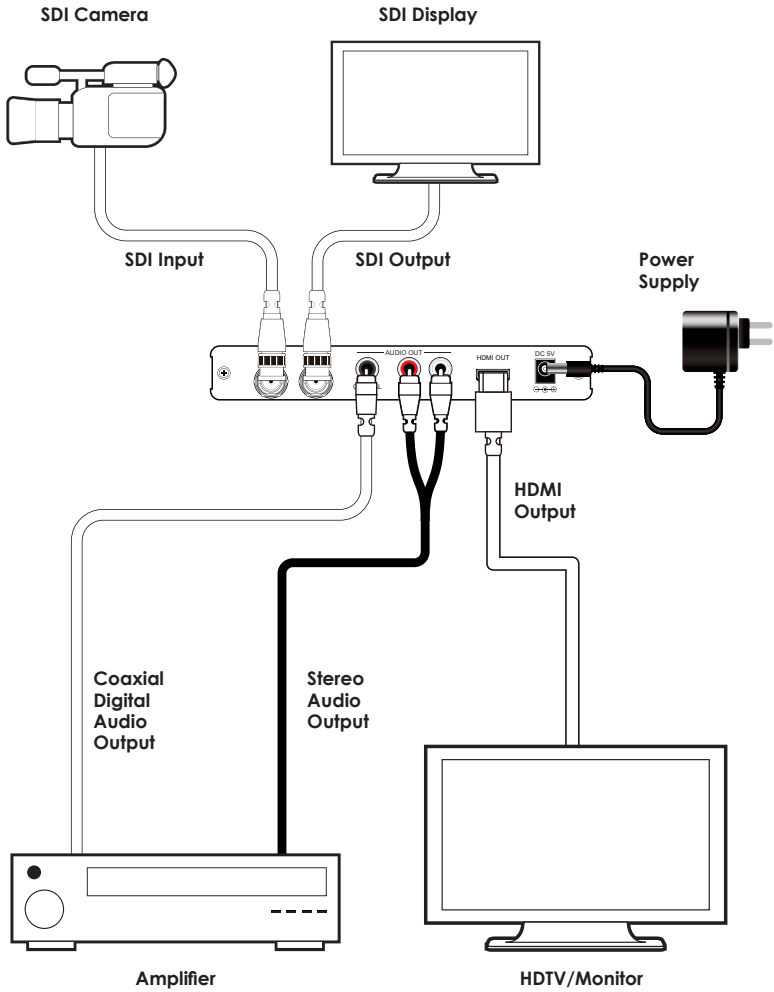 SDI Camera
SDI Display
SDI Input
SDI Output
Power
Supply
AUDIO OUT
HDMI OUT
DC 5V
HDMI
Output
Coaxial
Digital
Audio
Output
Stereo
Audio
Output
Amplifier
HDTV/Monitor